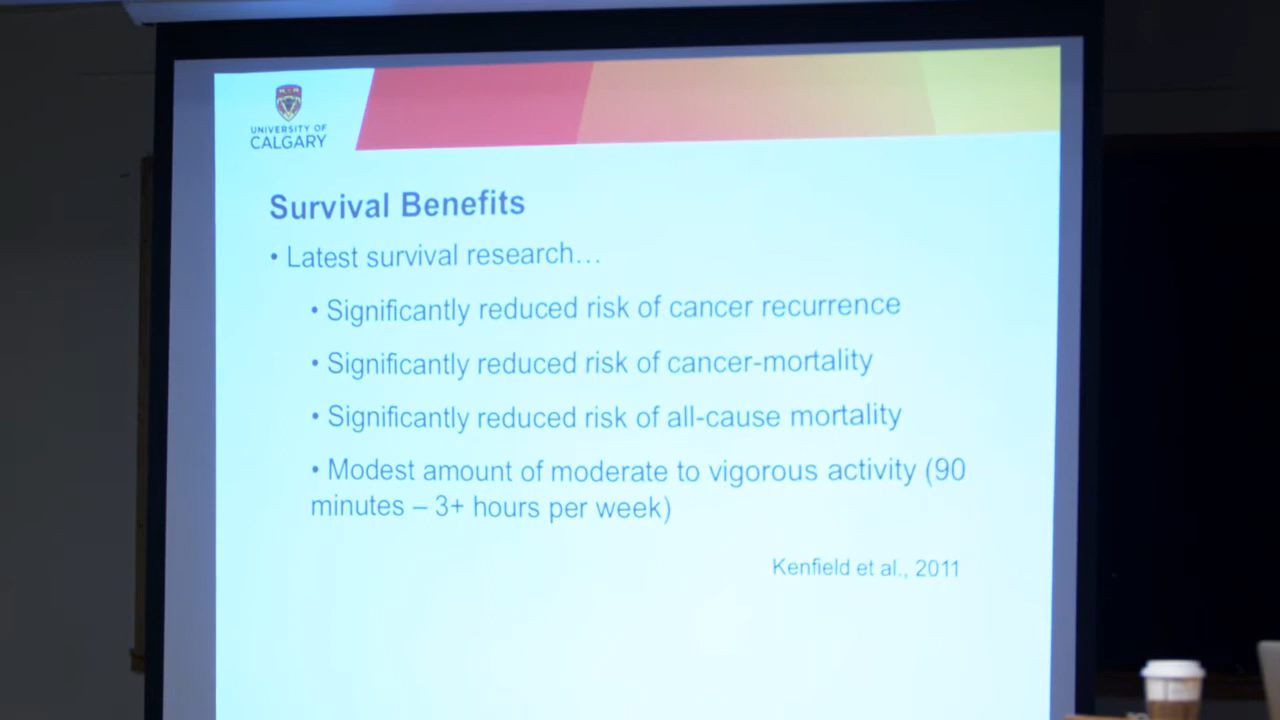 UNIVERSITY OF
CALGARY
Survival Benefits
• Latest survival research…
• Significantly reduced risk of cancer recurrence
• Significantly reduced risk of cancer-mortality
• Significantly reduced risk of all-cause mortality
• Modest amount of moderate to vigorous activity (90
minutes – 3+ hours per week)
Kenfield et al., 2011